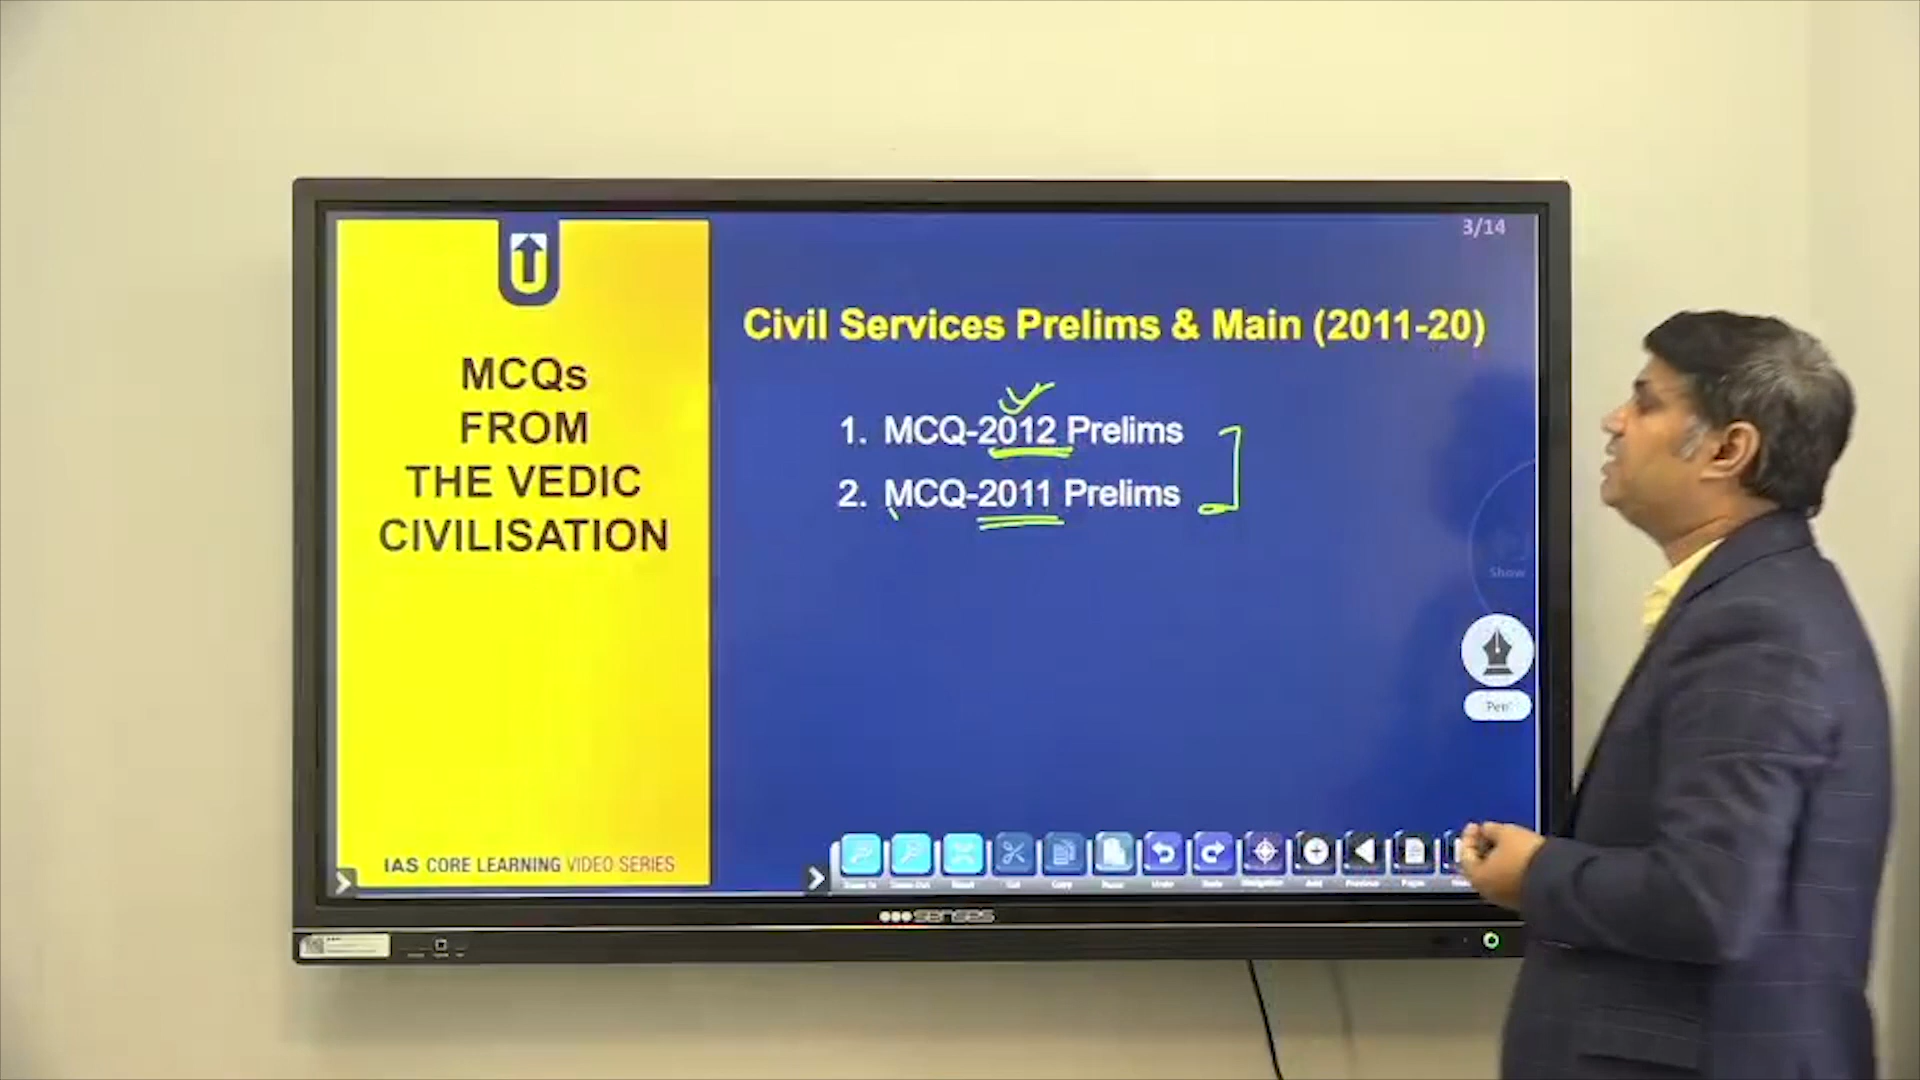 3/14
MCQs
FROM
THE VEDIC
CIVILISATION
IAS CORE LEARNING VIDEO SERIES
Civil Services Prelims & Main (2011-20)
1. MCQ-2012 Prelims
2. MCQ-2011 Prelims
Show
Pen
Undo
senses